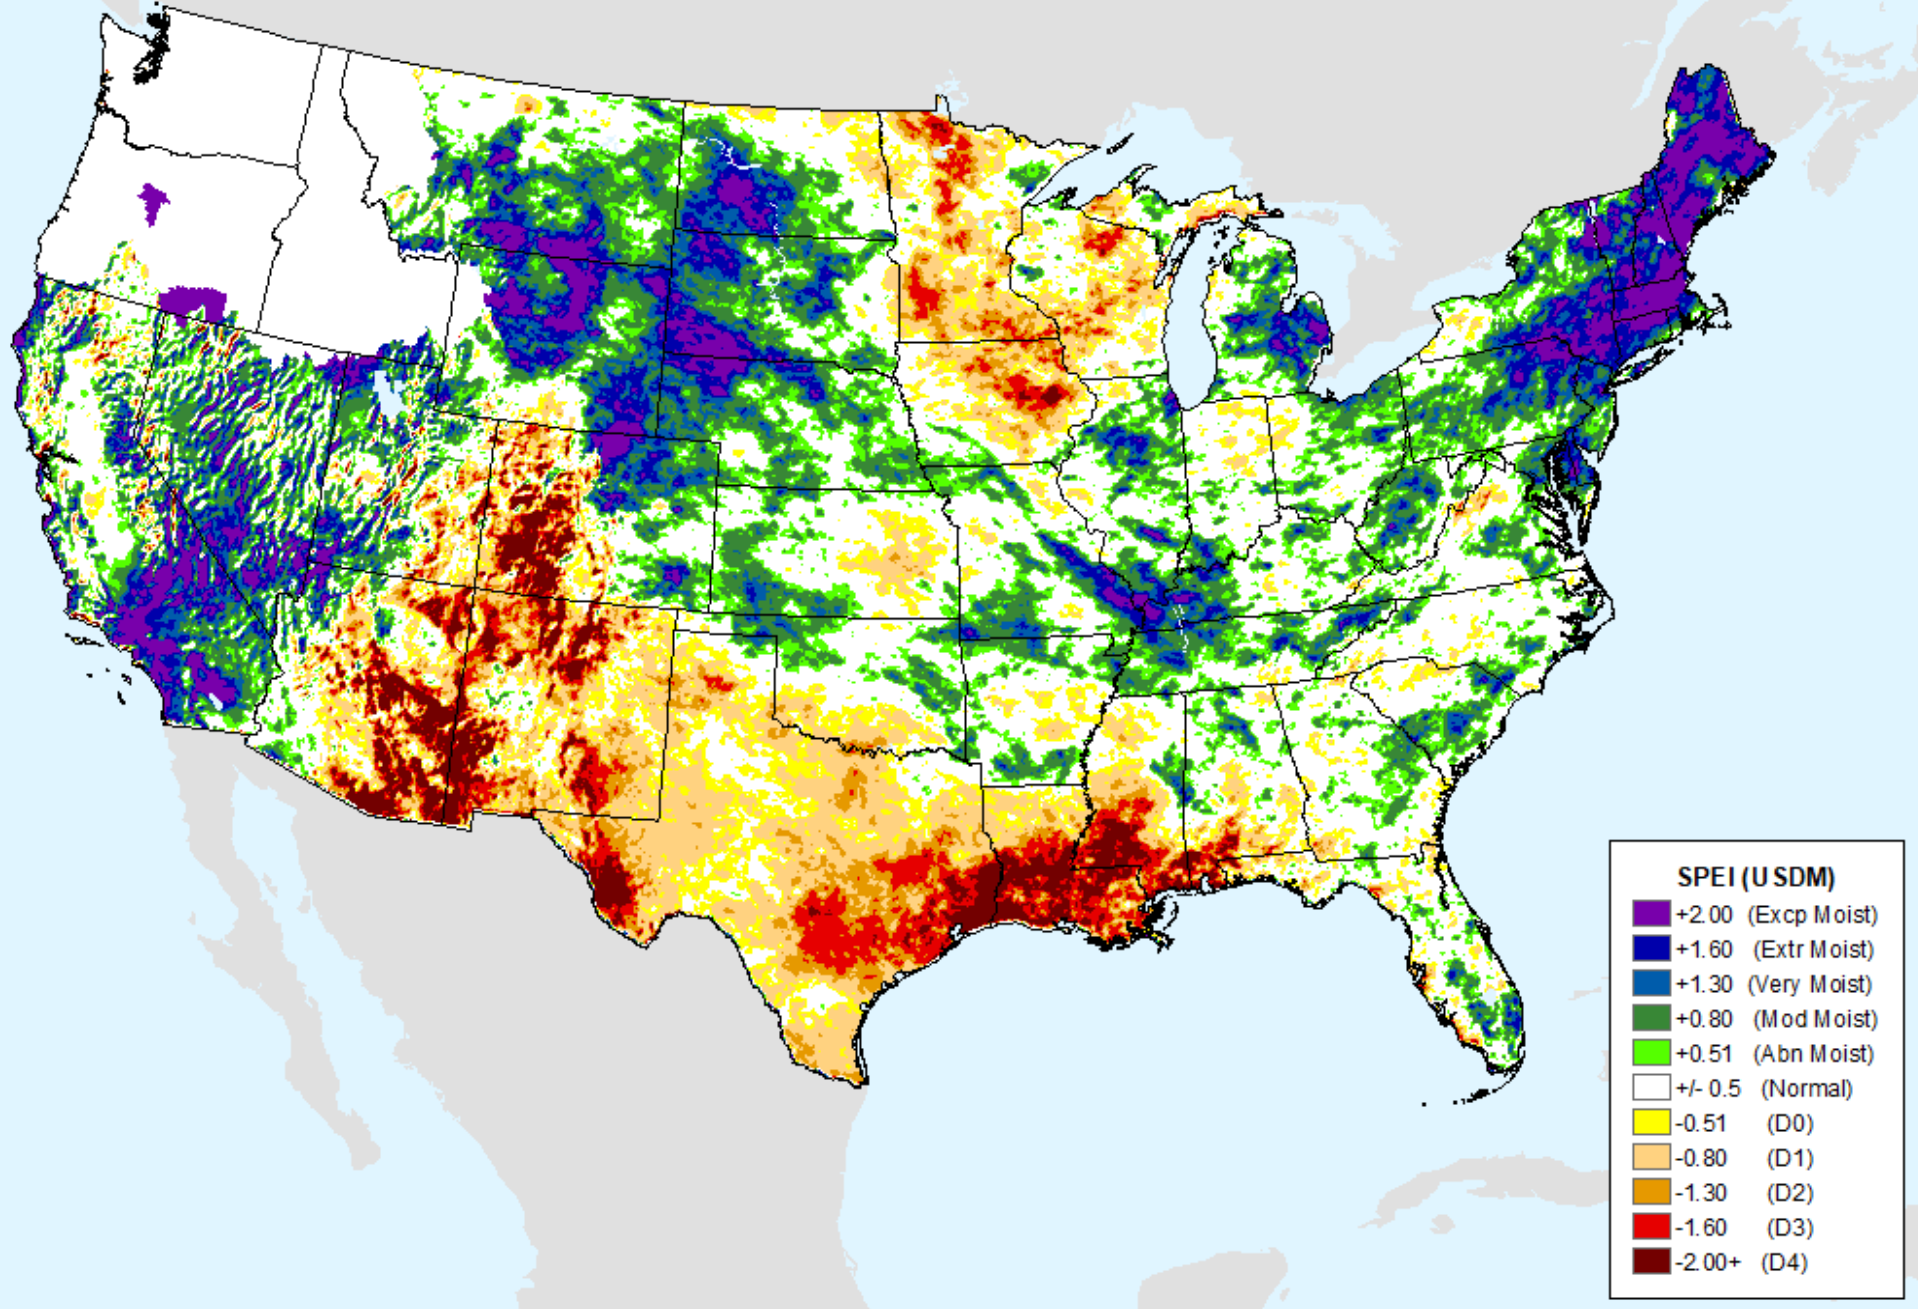 SPEI (USDM)
+2.00 (Excp Moist)
+1.60 (Extr Moist)
+1.30 (Very Moist)
+0.80 (Mod Moist)
+0.51 (Abn Moist)
+/- 0.5 (Normal)
-0.51 (D0)
-0.80 (D1)
-1.30 (D2)
-1.60 (D3)
-2.00+ (D4)